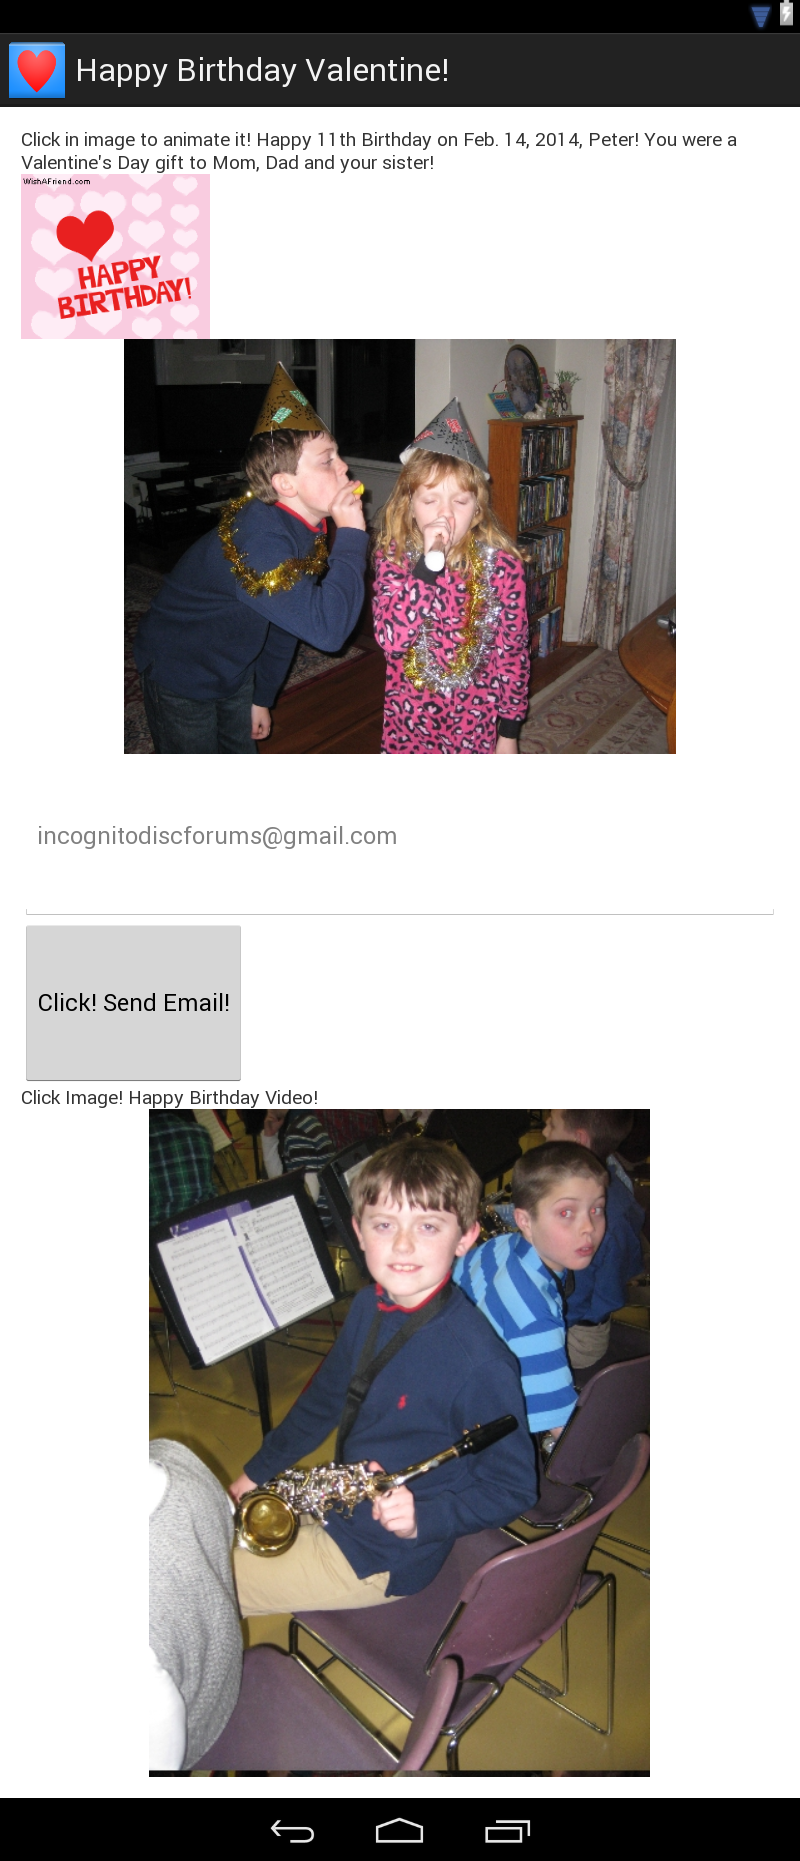 Happy Birthday Valentine!
Click in image to animate it! Happy 11th Birthday on Feb. 14, 2014, Peter! You were a
Valentine's Day gift to Mom, Dad and your sister!
WishAFriend.com
HAPPY
BIRTHDAY!
incognitodiscforums@gmail.com
Click! Send Email!
Click Image! Happy Birthday Video!